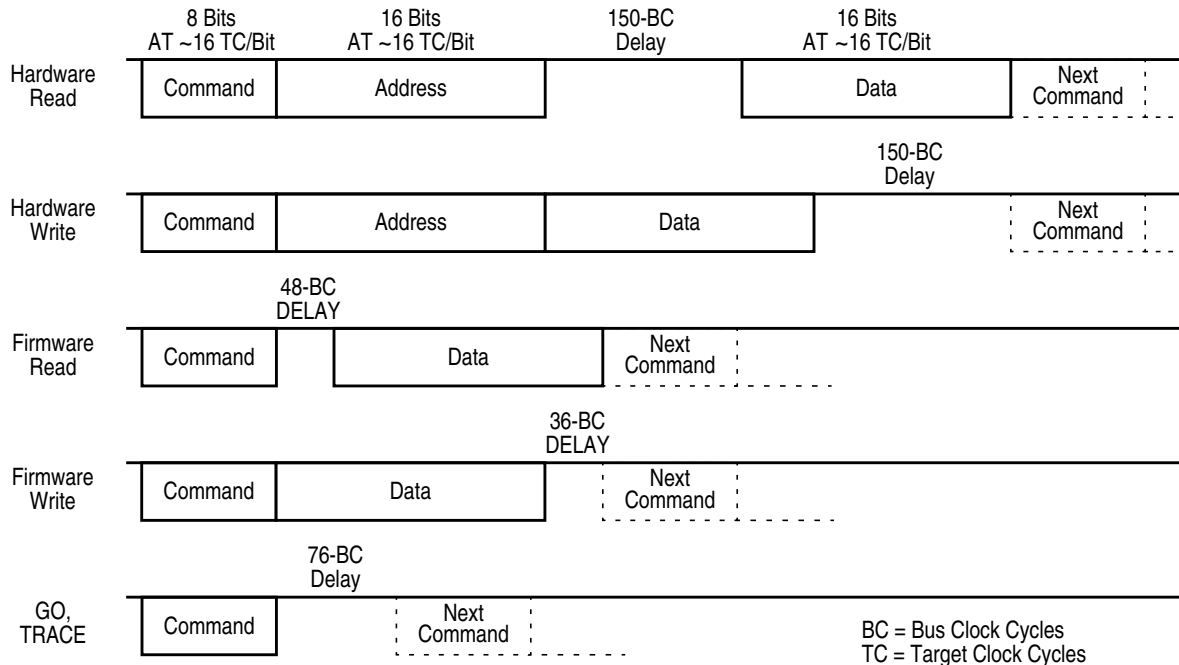 8 Bits
AT ~16 TC/Bit
16 Bits
AT ~16 TC/Bit
150-BC
Delay
16 Bits
AT ~16 TC/Bit
Hardware
Read
Command
Address
Data
Next
Command
150-BC
Delay
Hardware
Write
Command
Address
Data
Next
Command
48-BC
DELAY
Firmware
Read
Command
Data
Next
Command
36-BC
DELAY
Firmware
Write
Command
Data
Next
Command
76-BC
Delay
GO,
TRACE
Command
Next
Command
BC = Bus Clock Cycles
TC = Target Clock Cycles